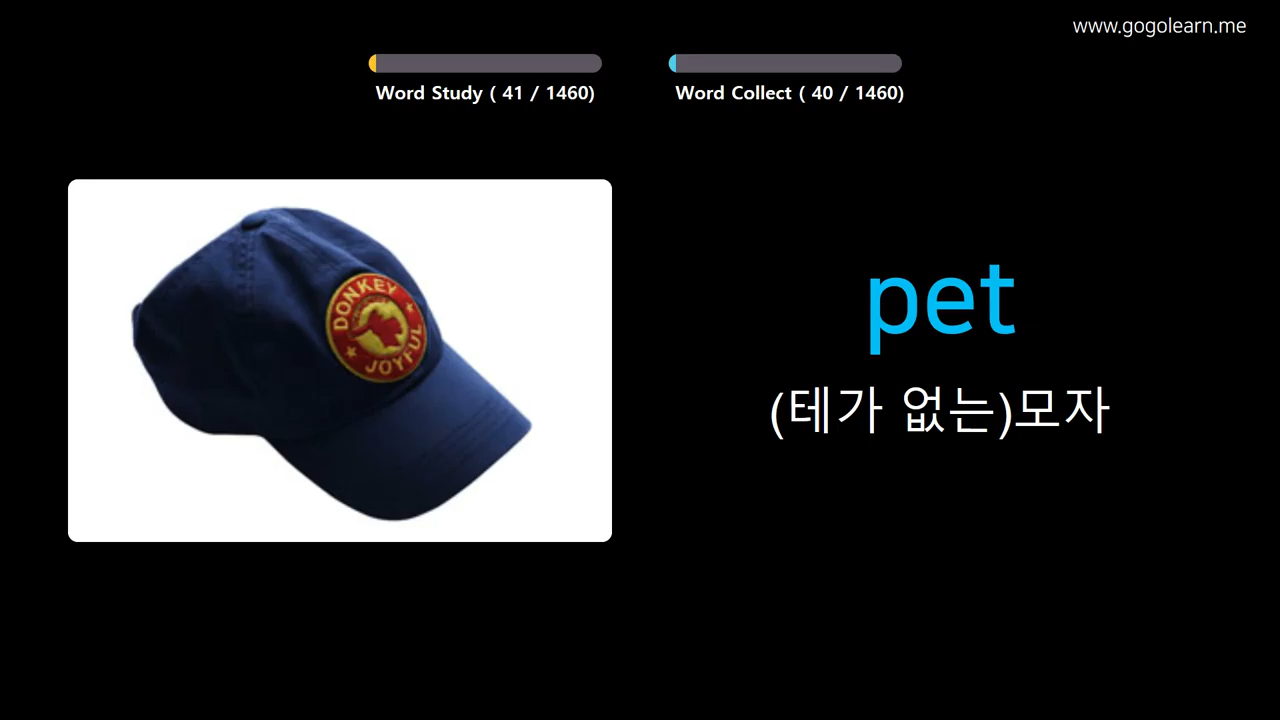 www.gogolearn.me
Word Study ( 41 / 1460)
Word Collect ( 40 / 1460)
DONKEY
JOYFUL
pet
(테가 없는)모자